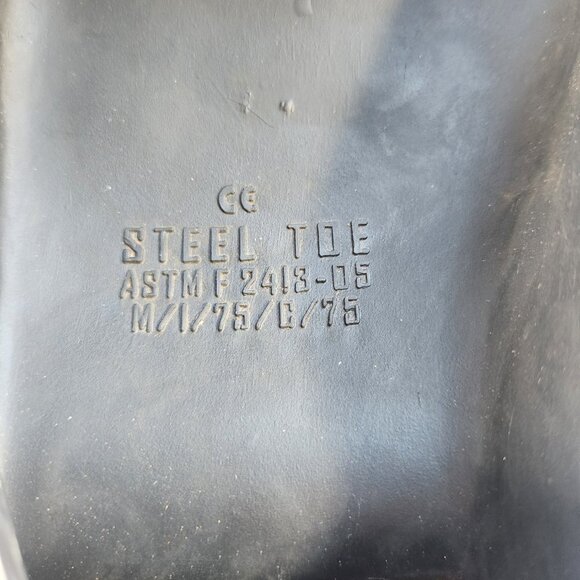 CE
STEEL TOE
ASTM F 2413-05
M/I/75/C/75